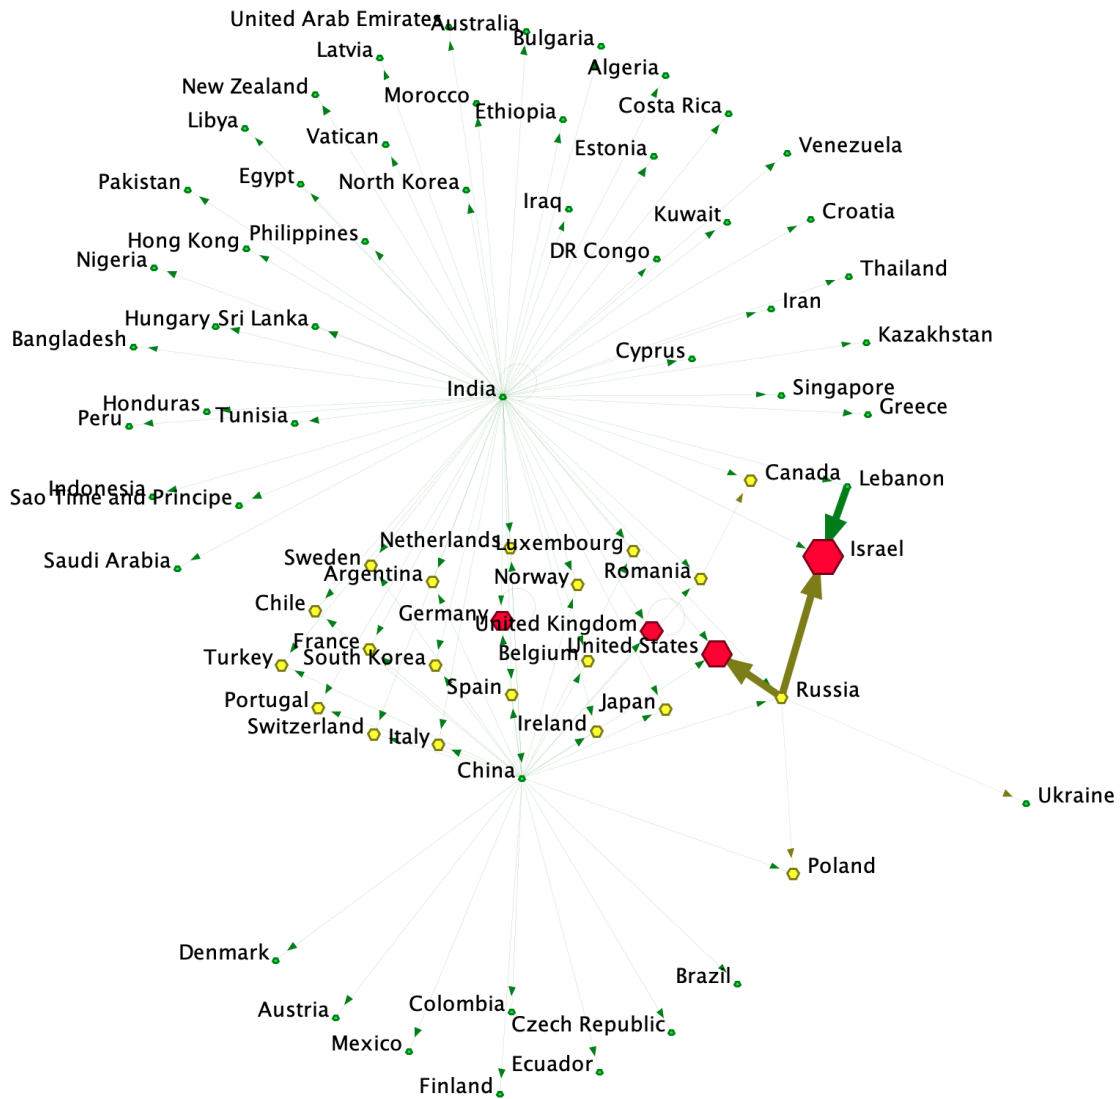 United Arab Emirates
Australia
Bulgaria
Latvia
Algeria
New Zealand
Morocco
Ethiopia
Costa Rica
Libya
Vatican
Estonia
Venezuela
Pakistan
Egypt
North Korea
Iraq
Kuwait
Croatia
Hong Kong
Philippines
DR Congo
Nigeria
Thailand
Iran
Hungary
Sri Lanka
Bangladesh
Cyprus
Kazakhstan
India
Singapore
Honduras
Greece
Peru
Tunisia
Canada
Lebanon
Indonesia
Sao Time and Principe
Netherlands
Luxembourg
Israel
Saudi Arabia
Sweden
Argentina
Norway
Romania
Chile
Germany
United Kingdom
France
South Korea
Belgium
United States
Turkey
Spain
Russia
Portugal
Japan
Switzerland
Italy
Ireland
China
Ukraine
Poland
Denmark
Brazil
Austria
Colombia
Czech Republic
Mexico
Ecuador
Finland